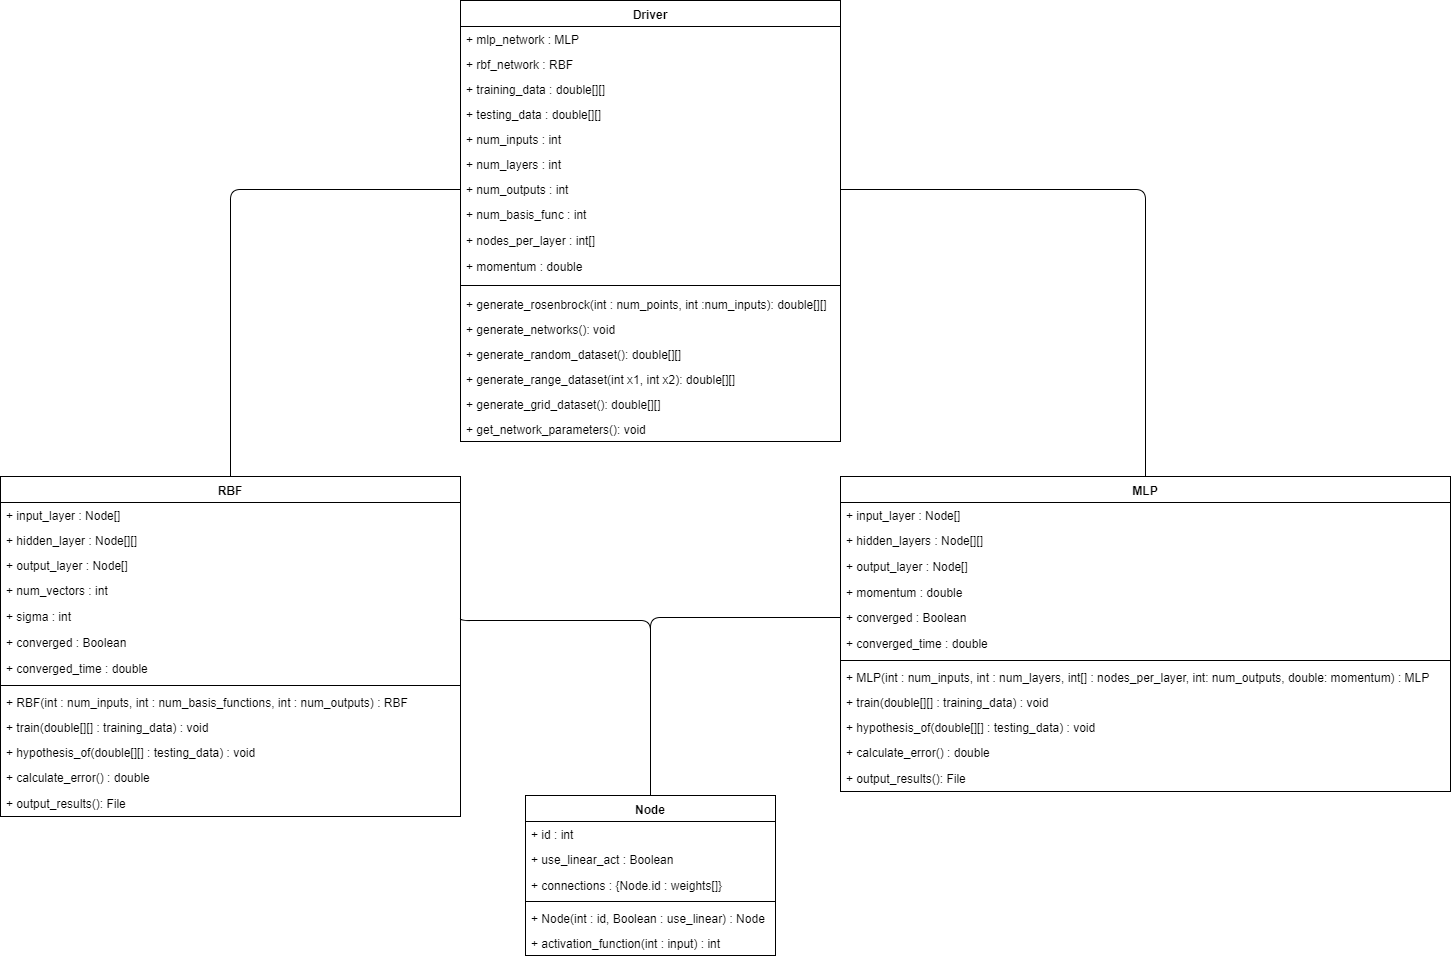 Driver
+ mlp_network : MLP
+ rbf_network : RBF
+ training_data : double[][]
+ testing_data : double[][]
+ num_inputs : int
+ num_layers : int
+ num_outputs : int
+ num_basis_func : int
+ nodes_per_layer : int[]
+ momentum : double
+ generate_rosenbrock(int : num_points, int :num_inputs): double[][]
+ generate_networks(): void
+ generate_random_dataset(): double[][]
+ generate_range_dataset(int x1, int x2): double[][]
+ generate_grid_dataset(): double[][]
+ get_network_parameters(): void
RBF
+ input_layer : Node[]
+ hidden_layer : Node[][]
+ output_layer : Node[]
+ num_vectors : int
+ sigma : int
+ converged : Boolean
+ converged_time : double
+ RBF(int : num_inputs, int : num_basis_functions, int : num_outputs) : RBF
+ train(double[][] : training_data) : void
+ hypothesis_of(double[][] : testing_data) : void
+ calculate_error() : double
+ output_results(): File
MLP
+ input_layer : Node[]
+ hidden_layers : Node[][]
+ output_layer : Node[]
+ momentum : double
+ converged : Boolean
+ converged_time : double
+ MLP(int : num_inputs, int : num_layers, int[] : nodes_per_layer, int: num_outputs, double: momentum) : MLP
+ train(double[][] : training_data) : void
+ hypothesis_of(double[][] : testing_data) : void
+ calculate_error() : double
+ output_results(): File
Node
+ id : int
+ use_linear_act : Boolean
+ connections : {Node.id : weights[]}
+ Node(int : id, Boolean : use_linear) : Node
+ activation_function(int : input) : int